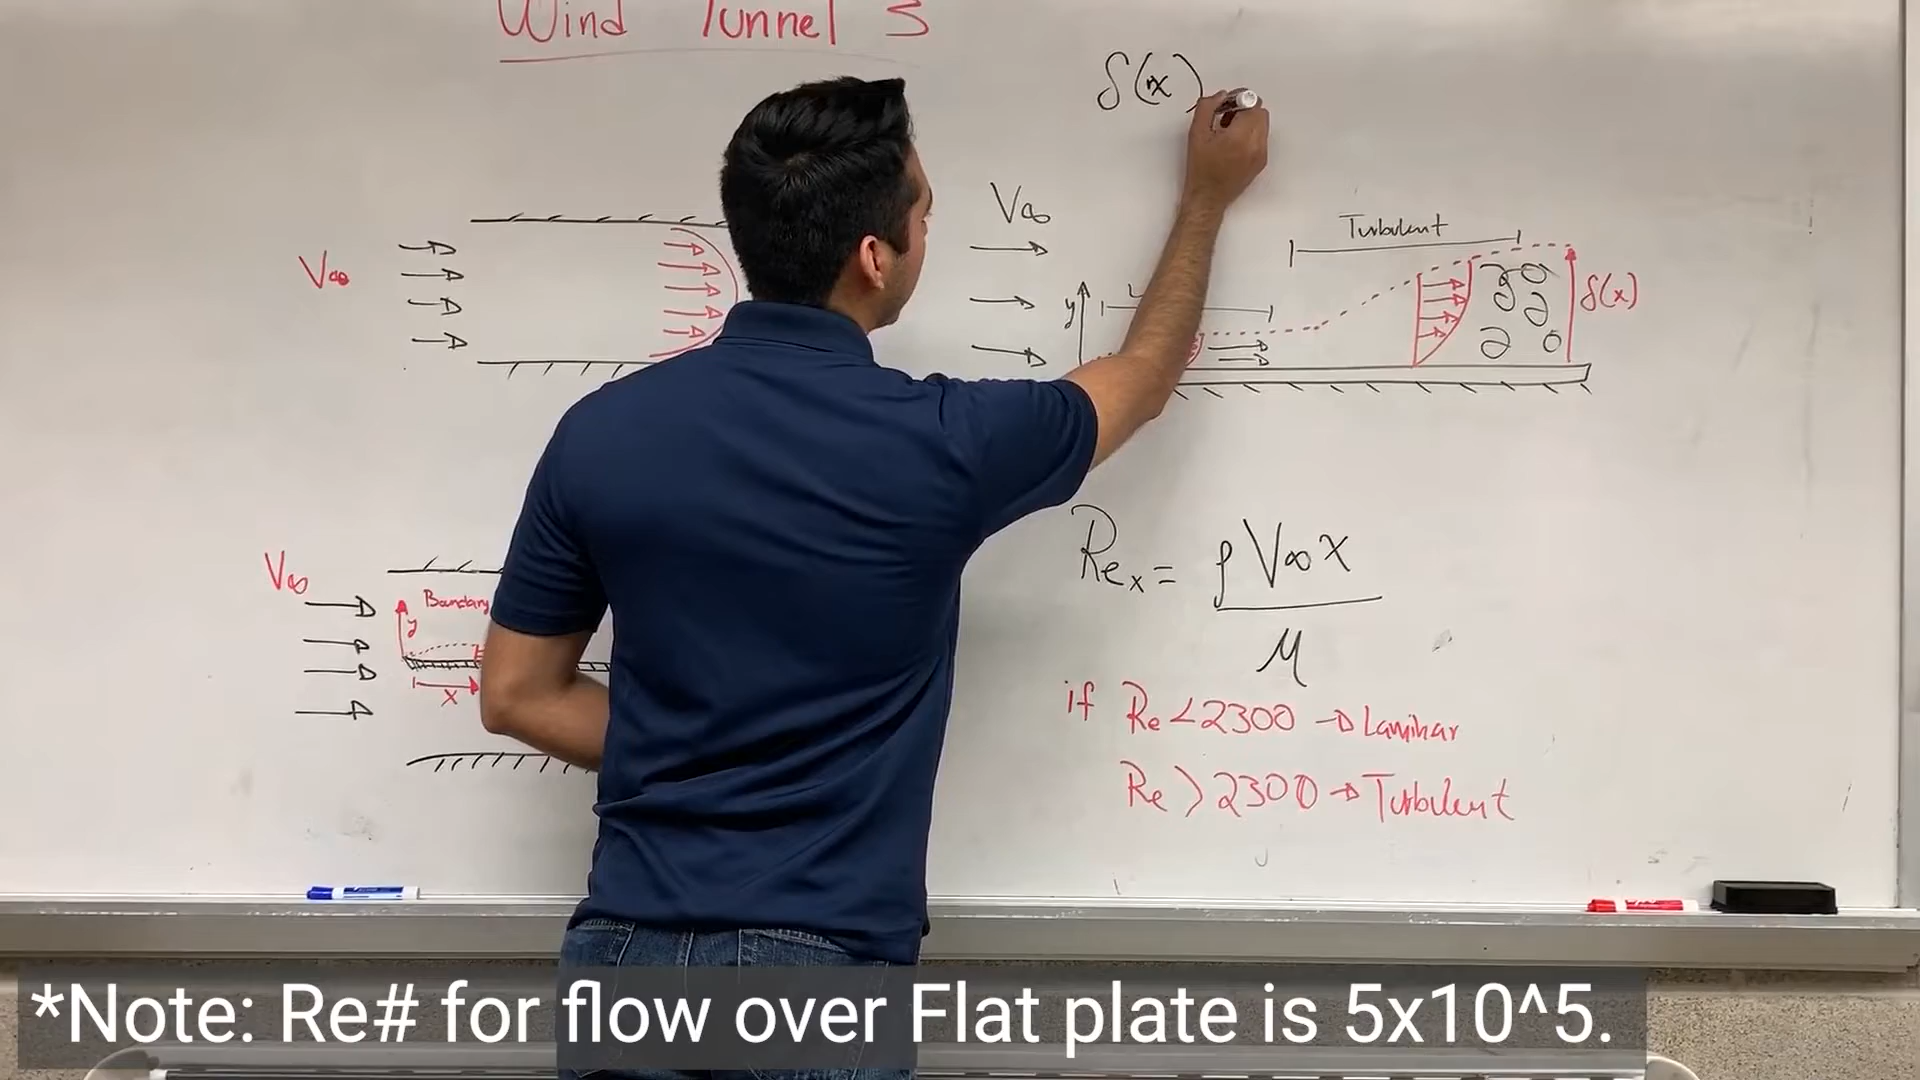 Wind Tunnel 3
δ(x)
V∞
Turbulent
V∞
y
δ(x)
Re_x = ρ V∞ x / μ
V∞
Boundary
y
x
if Re < 2300 → Laminar
Re > 2300 → Turbulent
*Note: Re# for flow over Flat plate is 5x10^5.